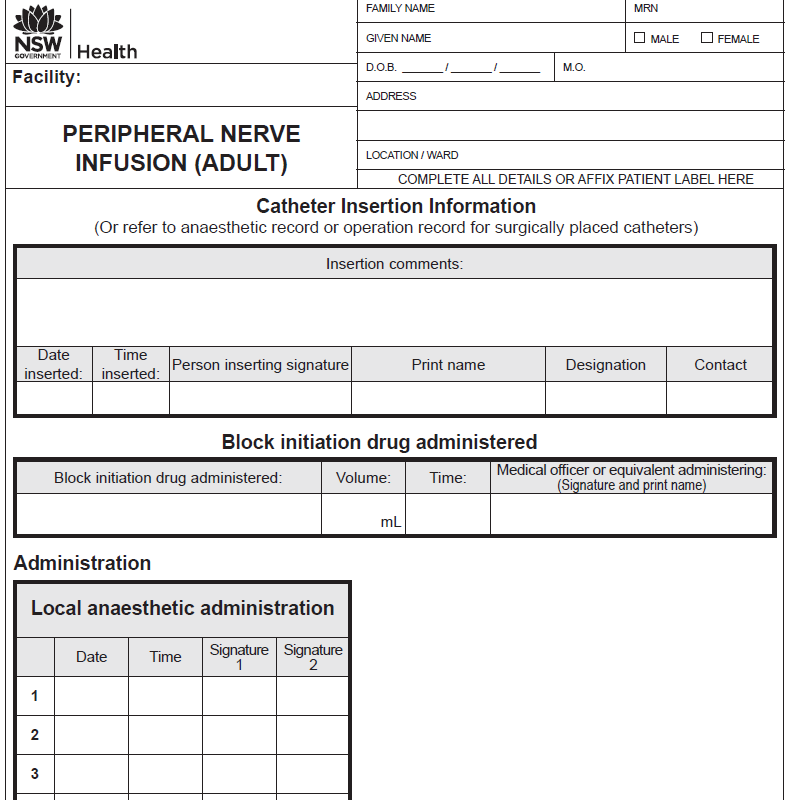 FAMILY NAME
MRN
GIVEN NAME
MALE
FEMALE
NSW
GOVERNMENT
Health
Facility:
D.O.B. _______ / _______ / _______
M.O.
ADDRESS
PERIPHERAL NERVE
INFUSION (ADULT)
LOCATION / WARD
COMPLETE ALL DETAILS OR AFFIX PATIENT LABEL HERE
Catheter Insertion Information
(Or refer to anaesthetic record or operation record for surgically placed catheters)
Insertion comments:
Date
inserted:
Time
inserted:
Person inserting signature
Print name
Designation
Contact
Block initiation drug administered
Block initiation drug administered:
Volume:
Time:
Medical officer or equivalent administering:
(Signature and print name)
mL
Administration
Local anaesthetic administration
Date
Time
Signature
1
Signature
2
1
2
3